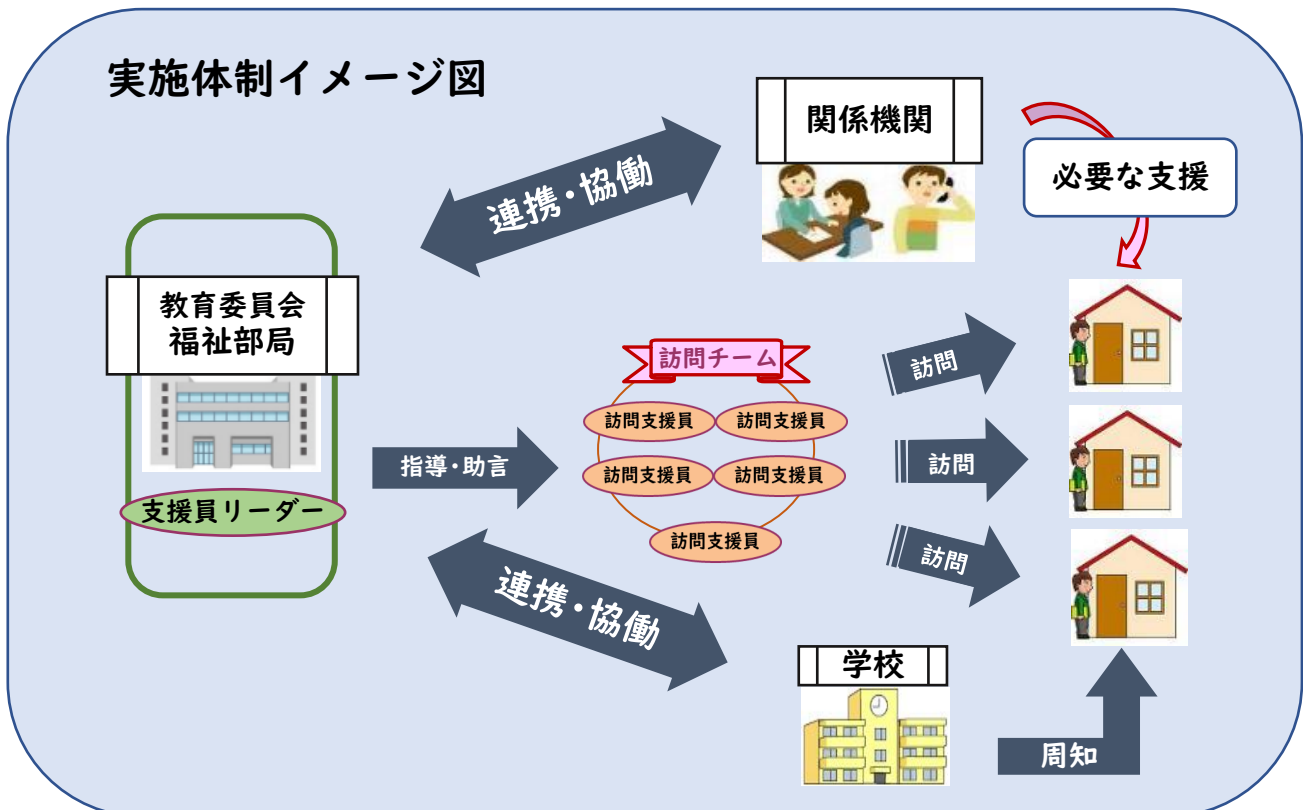 実施体制イメージ図
関係機関
必要な支援
連携・協働
教育委員会
福祉部局
支援員リーダー
指導・助言
訪問チーム
訪問支援員
訪問支援員
訪問支援員
訪問支援員
訪問支援員
訪問
訪問
訪問
連携・協働
学校
周知